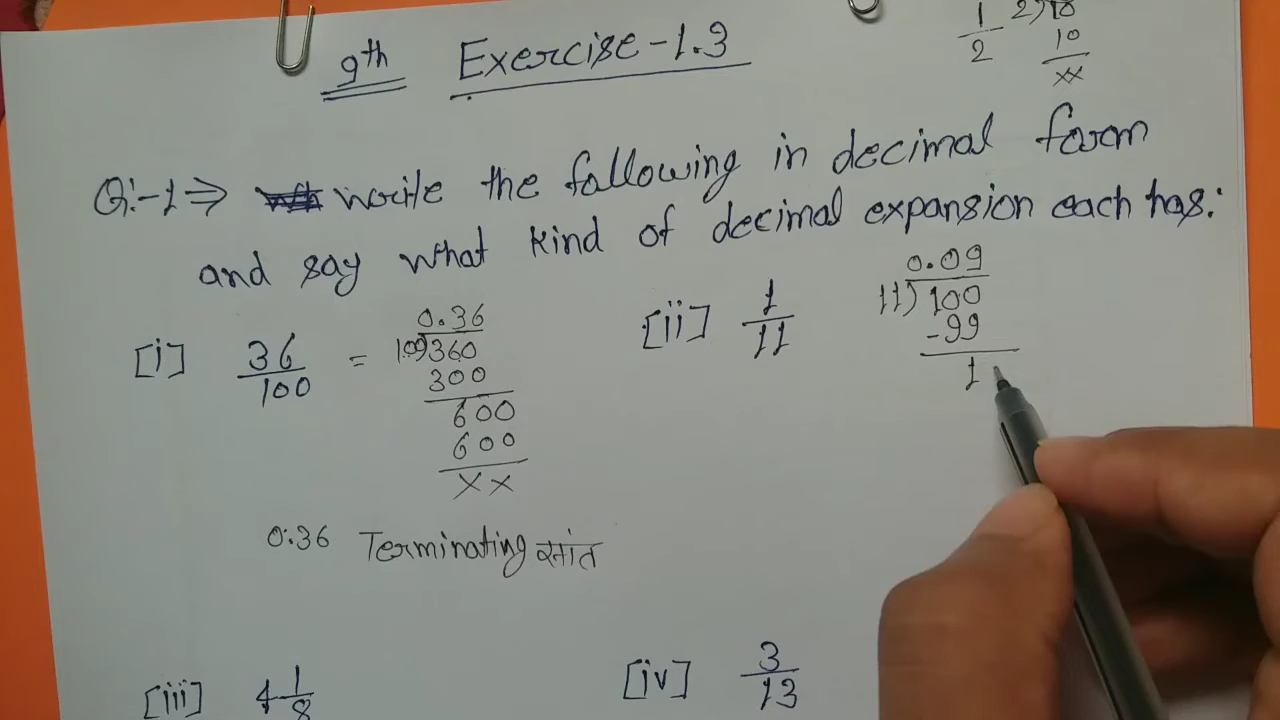 9th Exercise-1.3
1/2 2)10
10
xx
Q:-1⇒ write the following in decimal form
and say what kind of decimal expansion each has:
[i] 36/100 =
0.36
100)360
300
600
600
XX
0.36 Terminating सांत
[ii] 1/11
0.09
11)100
-99
1
[iii] 4 1/8
[iv] 3/13